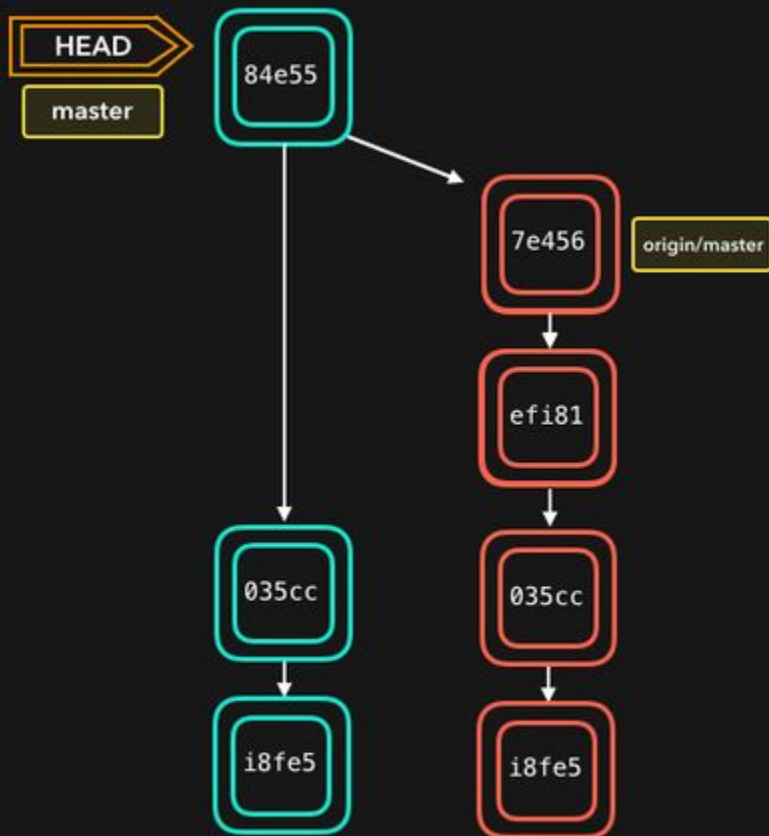 HEAD
84e55
master
7e456
origin/master
efi81
035cc
035cc
i8fe5
i8fe5